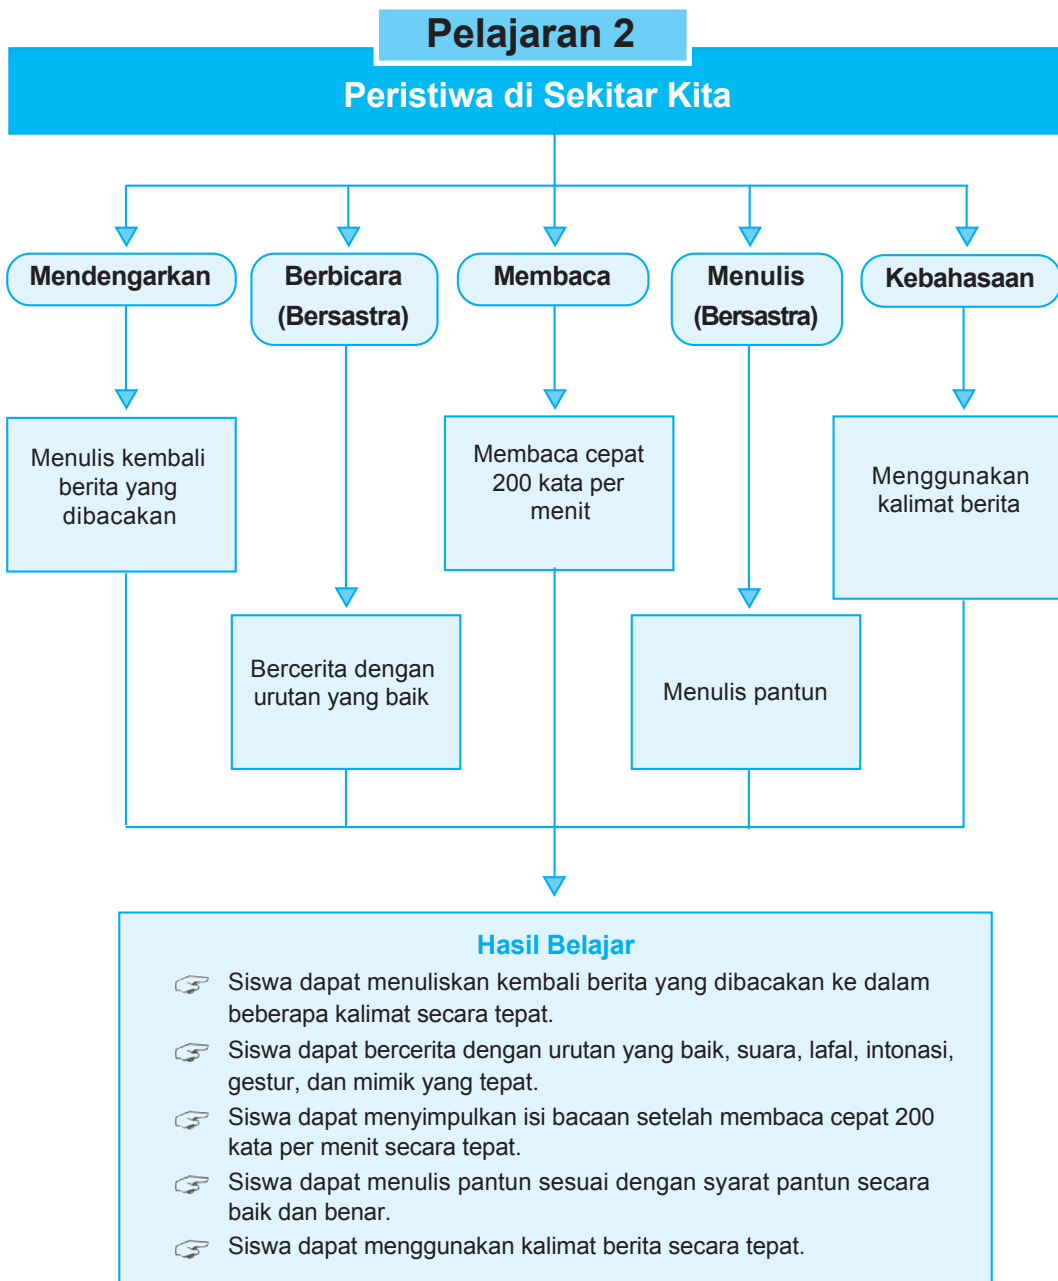 Pelajaran 2
Peristiwa di Sekitar Kita
Mendengarkan
Berbicara
(Bersastra)
Membaca
Menulis
(Bersastra)
Kebahasaan
Menulis kembali
berita yang
dibacakan
Membaca cepat
200 kata per
menit
Menggunakan
kalimat berita
Bercerita dengan
urutan yang baik
Menulis pantun
Hasil Belajar
Siswa dapat menuliskan kembali berita yang dibacakan ke dalam
beberapa kalimat secara tepat.
Siswa dapat bercerita dengan urutan yang baik, suara, lafal, intonasi,
gestur, dan mimik yang tepat.
Siswa dapat menyimpulkan isi bacaan setelah membaca cepat 200
kata per menit secara tepat.
Siswa dapat menulis pantun sesuai dengan syarat pantun secara
baik dan benar.
Siswa dapat menggunakan kalimat berita secara tepat.